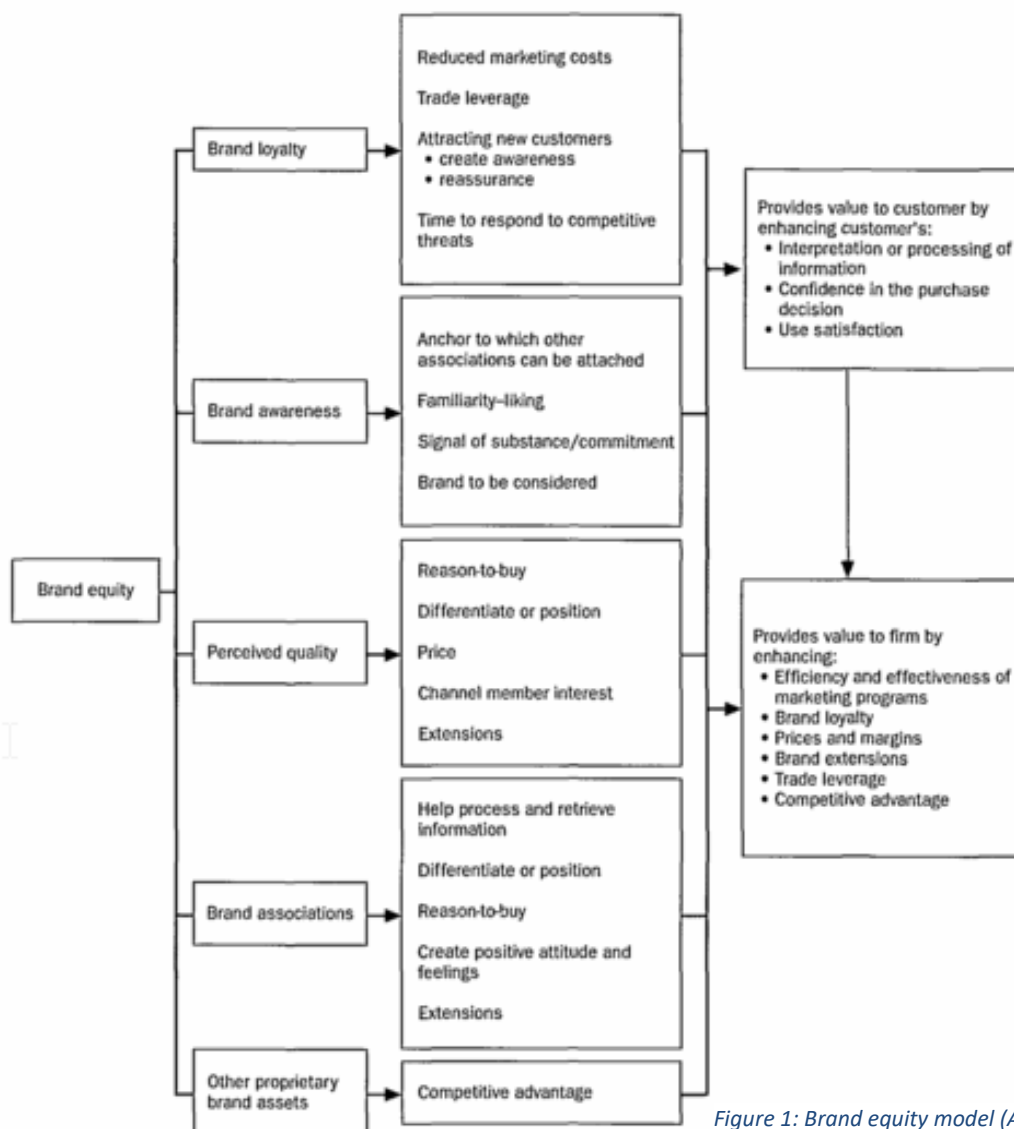 Brand equity
Brand loyalty
Reduced marketing costs
Trade leverage
Attracting new customers
• create awareness
• reassurance
Time to respond to competitive
threats
Brand awareness
Anchor to which other
associations can be attached
Familiarity–liking
Signal of substance/commitment
Brand to be considered
Perceived quality
Reason-to-buy
Differentiate or position
Price
Channel member interest
Extensions
Brand associations
Help process and retrieve
information
Differentiate or position
Reason-to-buy
Create positive attitude and
feelings
Extensions
Other proprietary
brand assets
Competitive advantage
Provides value to customer by
enhancing customer's:
• Interpretation or processing of
information
• Confidence in the purchase
decision
• Use satisfaction
Provides value to firm by
enhancing:
• Efficiency and effectiveness of
marketing programs
• Brand loyalty
• Prices and margins
• Brand extensions
• Trade leverage
• Competitive advantage
Figure 1: Brand equity model (A